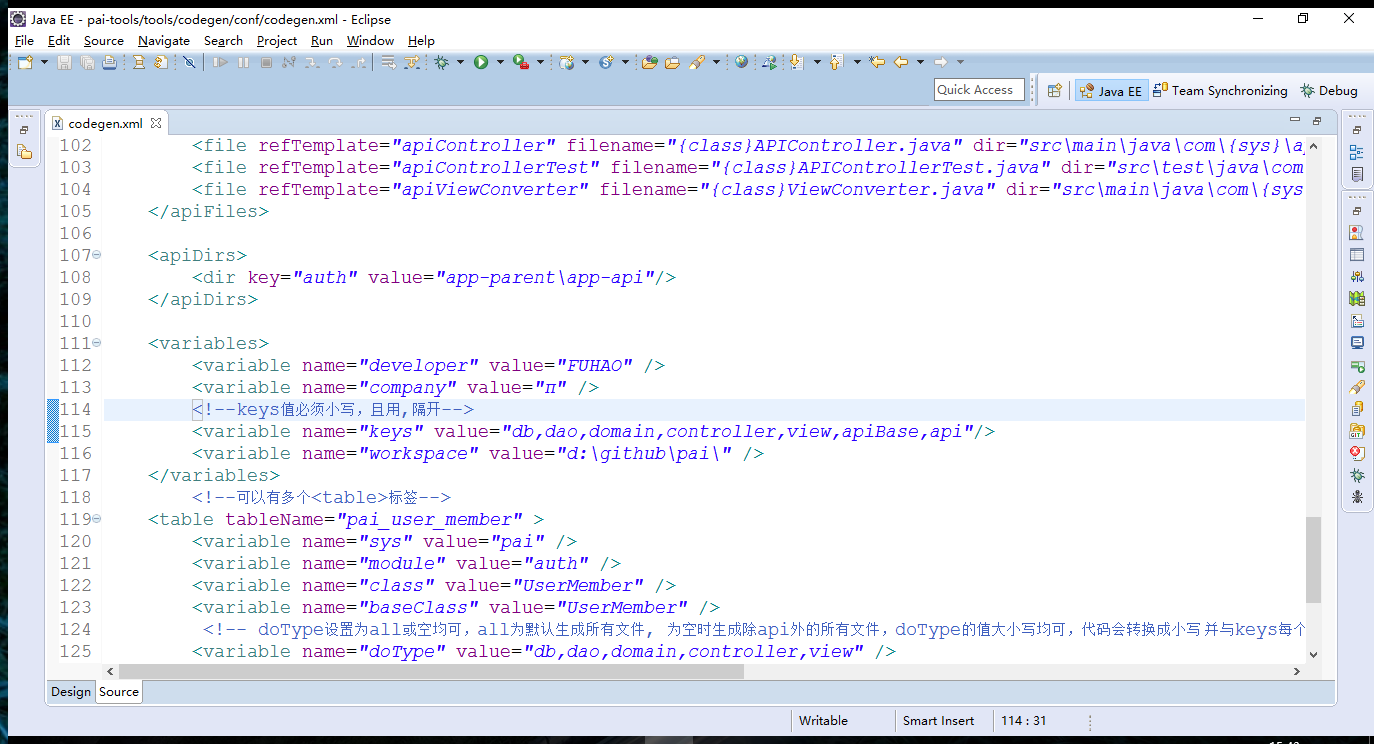 Java EE - pai-tools/tools/codegen/conf/codegen.xml - Eclipse
File Edit Source Navigate Search Project Run Window Help
Quick Access Java EE Team Synchronizing Debug
codegen.xml
102 <file refTemplate="apiController" filename="{class}APIController.java" dir="src\main\java\com\{sys}\ap
103 <file refTemplate="apiControllerTest" filename="{class}APIControllerTest.java" dir="src\test\java\com
104 <file refTemplate="apiViewConverter" filename="{class}ViewConverter.java" dir="src\main\java\com\{sys
105 </apiFiles>
106
107 <apiDirs>
108 <dir key="auth" value="app-parent\app-api"/>
109 </apiDirs>
110
111 <variables>
112 <variable name="developer" value="FUHAO" />
113 <variable name="company" value="π" />
114 <!--keys值必须小写，且用,隔开-->
115 <variable name="keys" value="db,dao,domain,controller,view,apiBase,api"/>
116 <variable name="workspace" value="d:\github\pai\" />
117 </variables>
118 <!--可以有多个<table>标签-->
119 <table tableName="pai_user_member" >
120 <variable name="sys" value="pai" />
121 <variable name="module" value="auth" />
122 <variable name="class" value="UserMember" />
123 <variable name="baseClass" value="UserMember" />
124 <!-- doType设置为all或空均可，all为默认生成所有文件, 为空时生成除api外的所有文件，doType的值大小写均可，代码会转换成小写并与keys每个
125 <variable name="doType" value="db,dao,domain,controller,view" />
Design Source
Writable Smart Insert 114 : 31